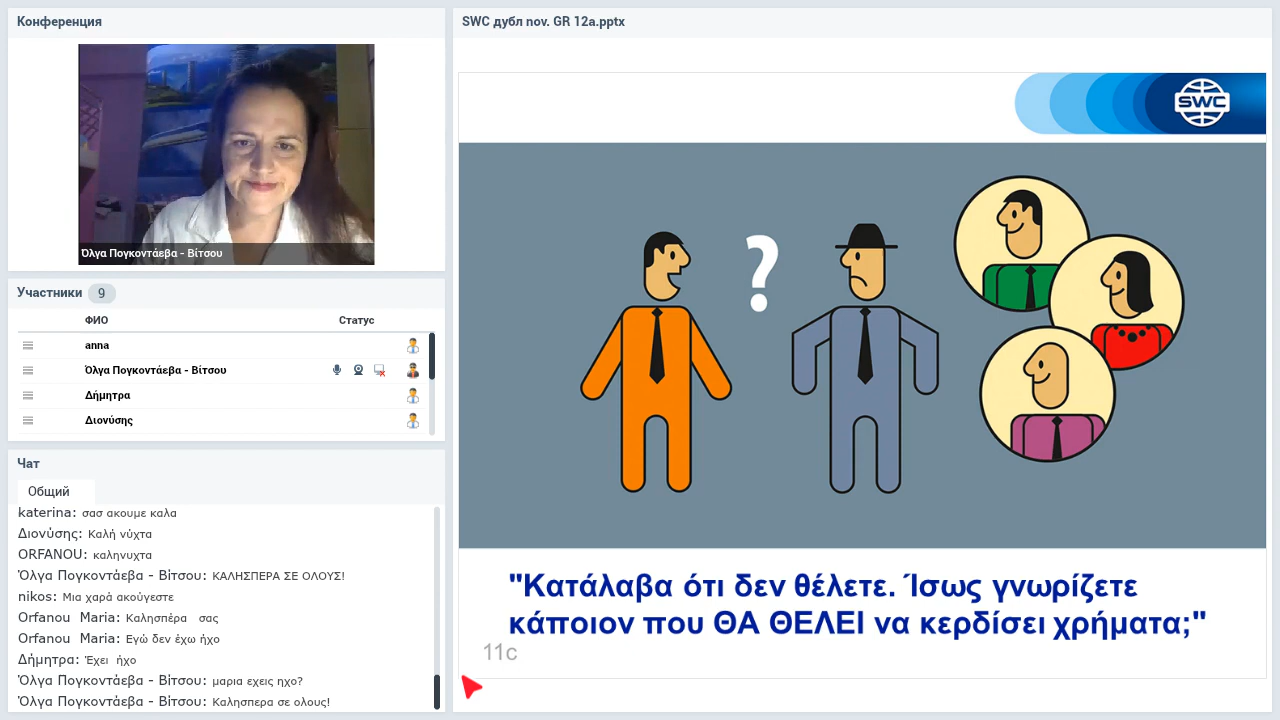 Конференция
Όλγα Πογκοντάεβα - Βίτσου
Участники 9
ФИО Статус
anna
Όλγα Πογκοντάεβα - Βίτσου
Δήμητρα
Διονύσης
Чат
Общий
katerina: σασ ακουμε καλα
Διονύσης: Καλή νύχτα
ORFANOU: καληνυχτα
Όλγα Πογκοντάεβα - Βίτσου: ΚΑΛΗΣΠΕΡΑ ΣΕ ΟΛΟΥΣ!
nikos: Μια χαρά ακούγεστε
Orfanou Maria: Καλησπέρα σας
Orfanou Maria: Εγώ δεν έχω ήχο
Δήμητρα: Έχει ήχο
Όλγα Πογκοντάεβα - Βίτσου: μαρια εχεις ηχο?
Όλγα Πογκοντάεβα - Βίτσου: Καλησπερα σε ολους!
SWC дубл nov. GR 12a.pptx
SWC
?
"Κατάλαβα ότι δεν θέλετε. Ίσως γνωρίζετε
κάποιον που ΘΑ ΘΕΛΕΙ να κερδίσει χρήματα;"
11c